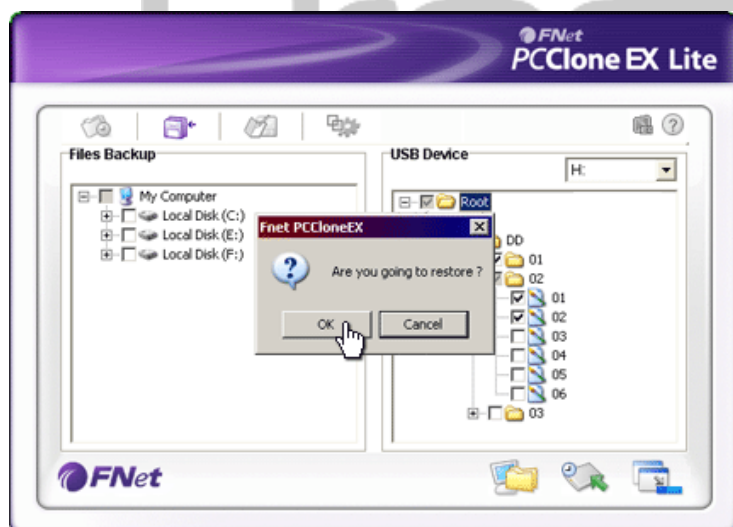 FNet
PCClone EX Lite
Files Backup
My Computer
Local Disk (C:)
Local Disk (E:)
Local Disk (F:)
USB Device
H:
Root
DD
01
02
01
02
03
04
05
06
03
Fnet PCCloneEX
Are you going to restore ?
OK
Cancel
FNet